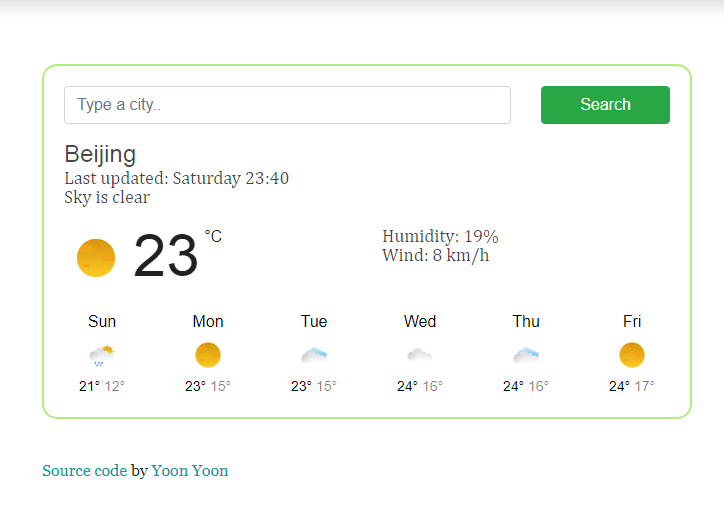 Type a city..
Search
Beijing
Last updated: Saturday 23:40
Sky is clear
23 °C
Humidity: 19%
Wind: 8 km/h
Sun Mon Tue Wed Thu Fri
21° 12° 23° 15° 23° 15° 24° 16° 24° 16° 24° 17°
Source code by Yoon Yoon